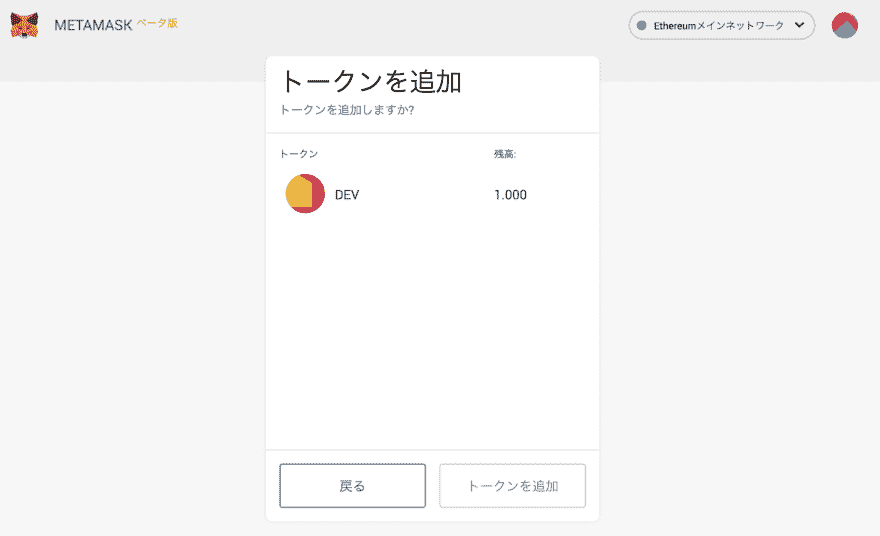 METAMASK ベータ版
Ethereumメインネットワーク
トークンを追加
トークンを追加しますか?
トークン 残高:
DEV 1.000
戻る トークンを追加